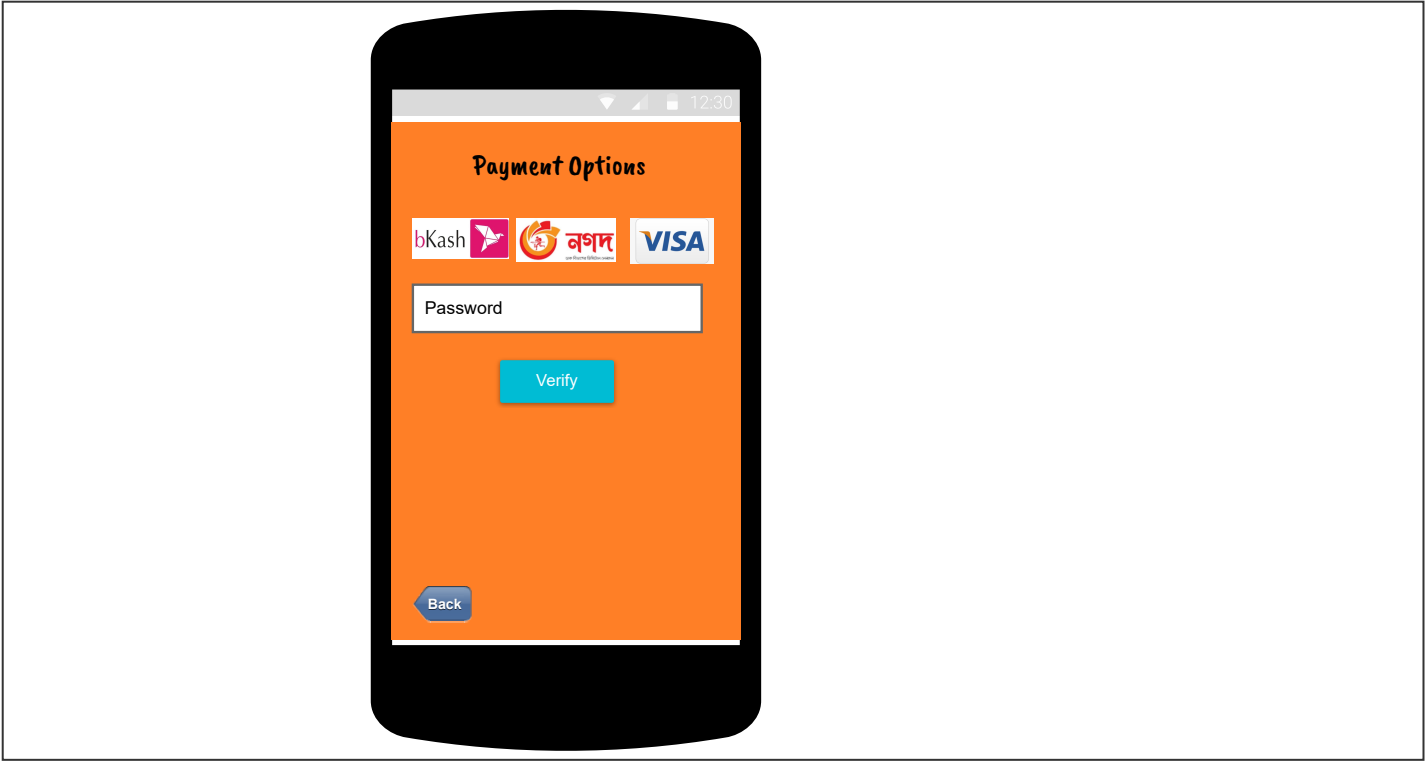 12:30
Payment Options
bKash নগদ VISA
Password
Verify
Back